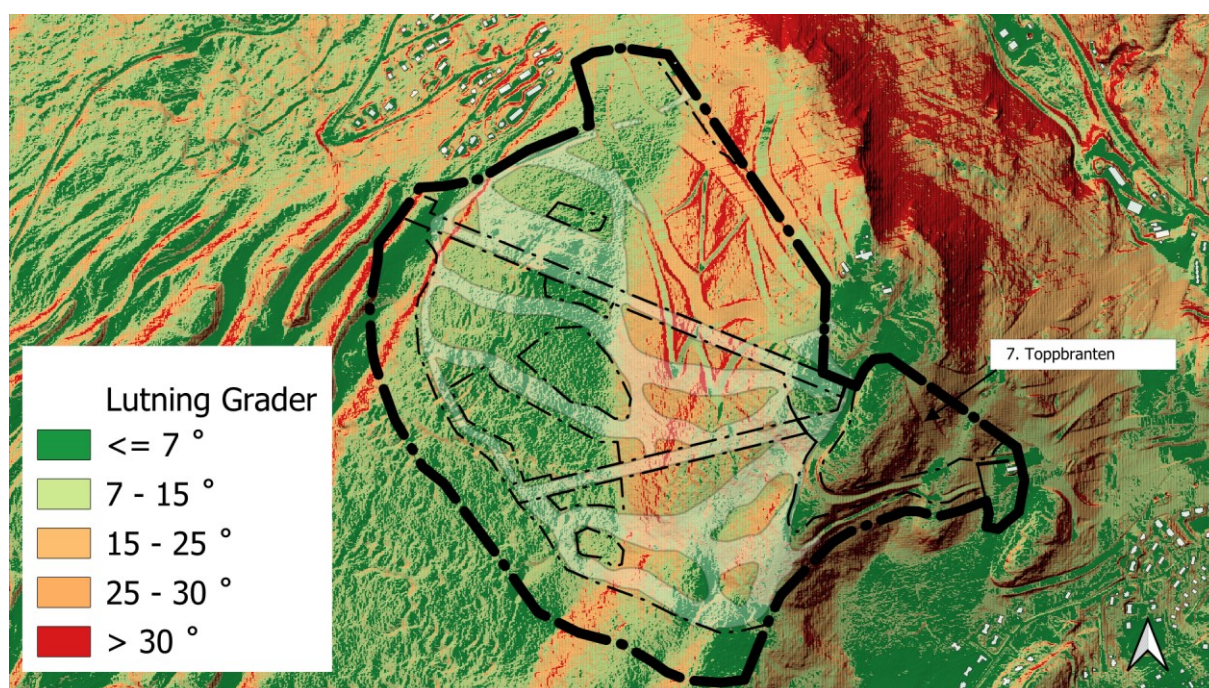 7. Toppbranten
Lutning Grader
<= 7 °
7 - 15 °
15 - 25 °
25 - 30 °
> 30 °